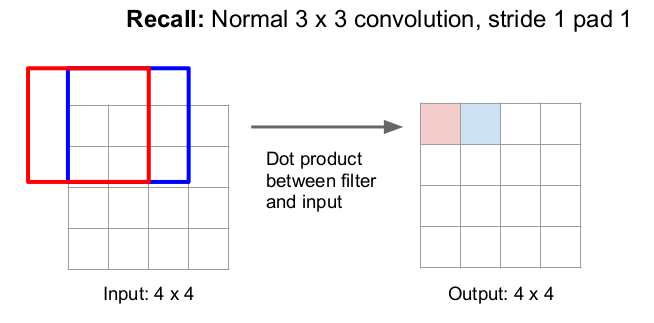 Recall: Normal 3 x 3 convolution, stride 1 pad 1
Dot product
between filter
and input
Input: 4 x 4
Output: 4 x 4